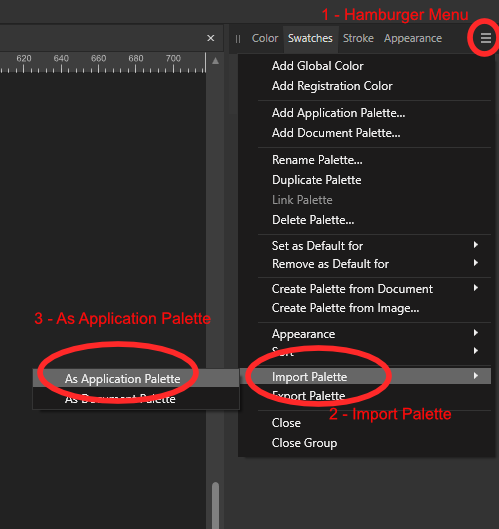 1 - Hamburger Menu
Color Swatches Stroke Appearance
620 640 660 680 700
Add Global Color
Add Registration Color
Add Application Palette...
Add Document Palette...
Rename Palette...
Duplicate Palette
Link Palette
Delete Palette...
Set as Default for
Remove as Default for
Create Palette from Document
Create Palette from Image...
3 - As Application Palette
Appearance
Sort
Import Palette
Export Palette
As Application Palette
As Document Palette
2 - Import Palette
Close
Close Group